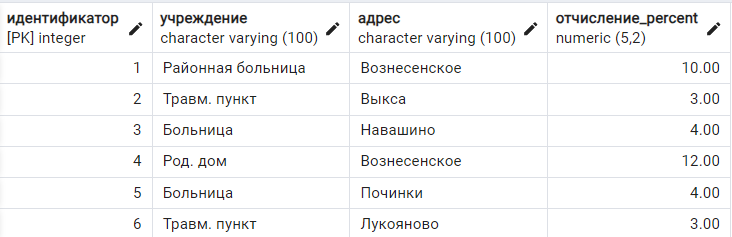 идентификатор учреждение адрес отчисление_percent
[PK] integer character varying (100) character varying (100) numeric (5,2)
1 Районная больница Вознесенское 10.00
2 Травм. пункт Выкса 3.00
3 Больница Навашино 4.00
4 Род. дом Вознесенское 12.00
5 Больница Починки 4.00
6 Травм. пункт Лукояново 3.00